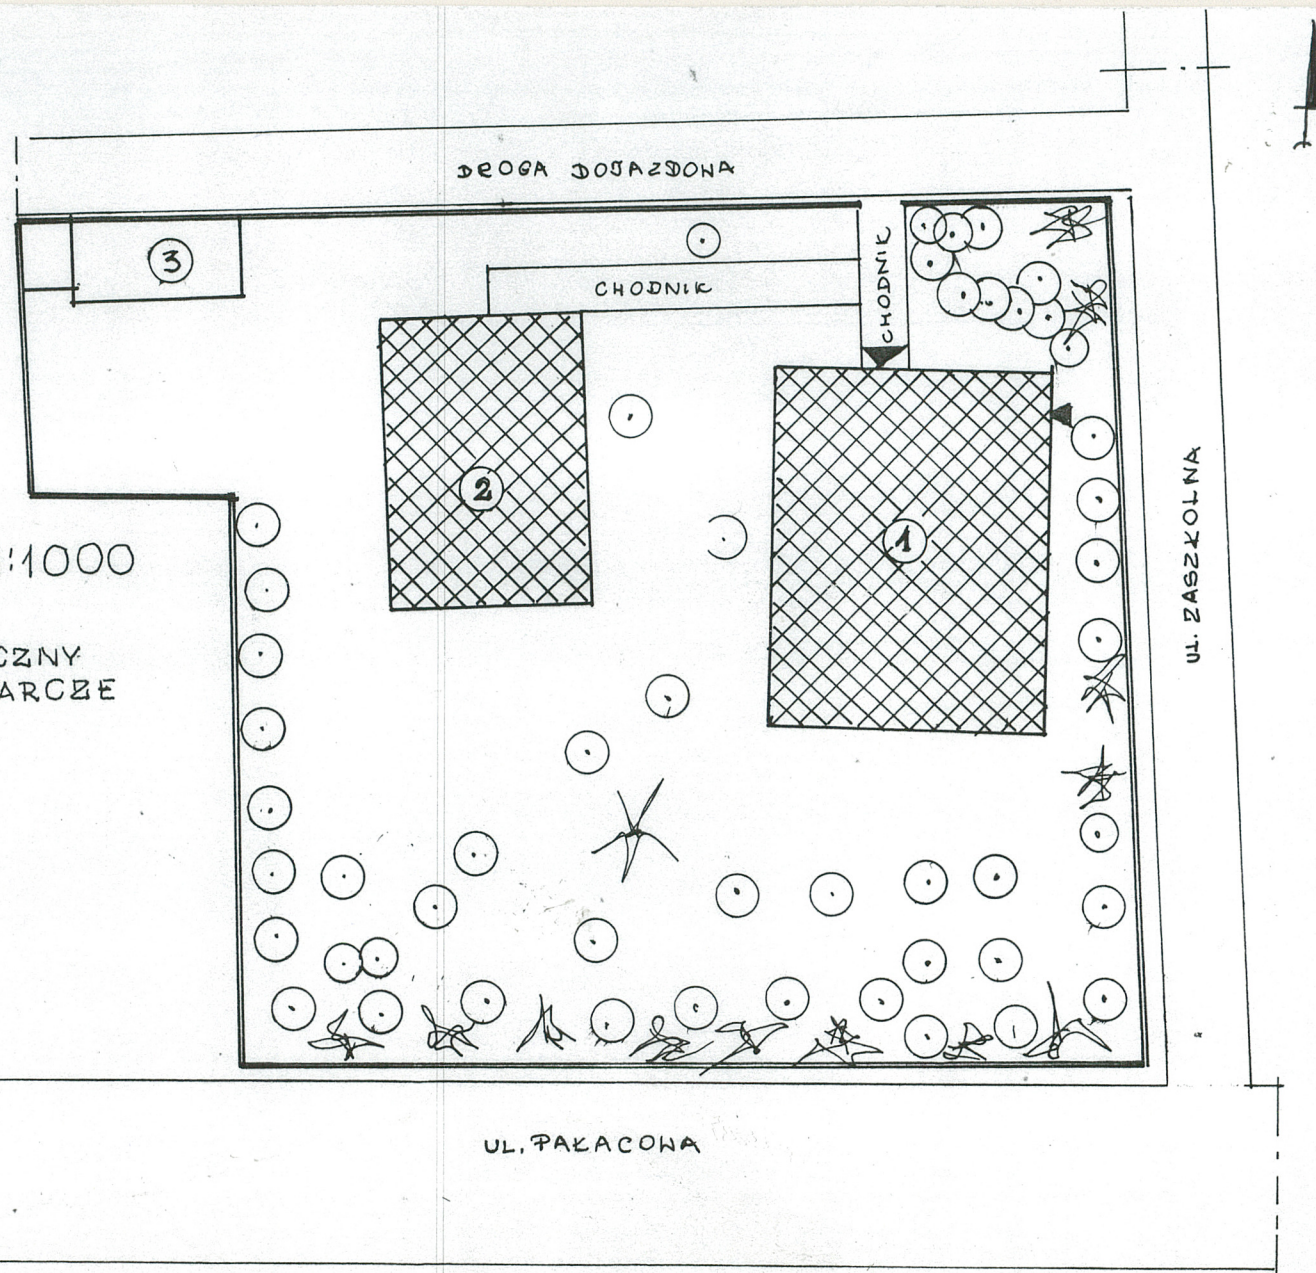 DROGA DOJAZDOWA
CHODNIK
CHODNIK
3
2
1
:1000
CZNY
ARCZE
UL. ZASZKOLNA
UL. PAŁACOWA